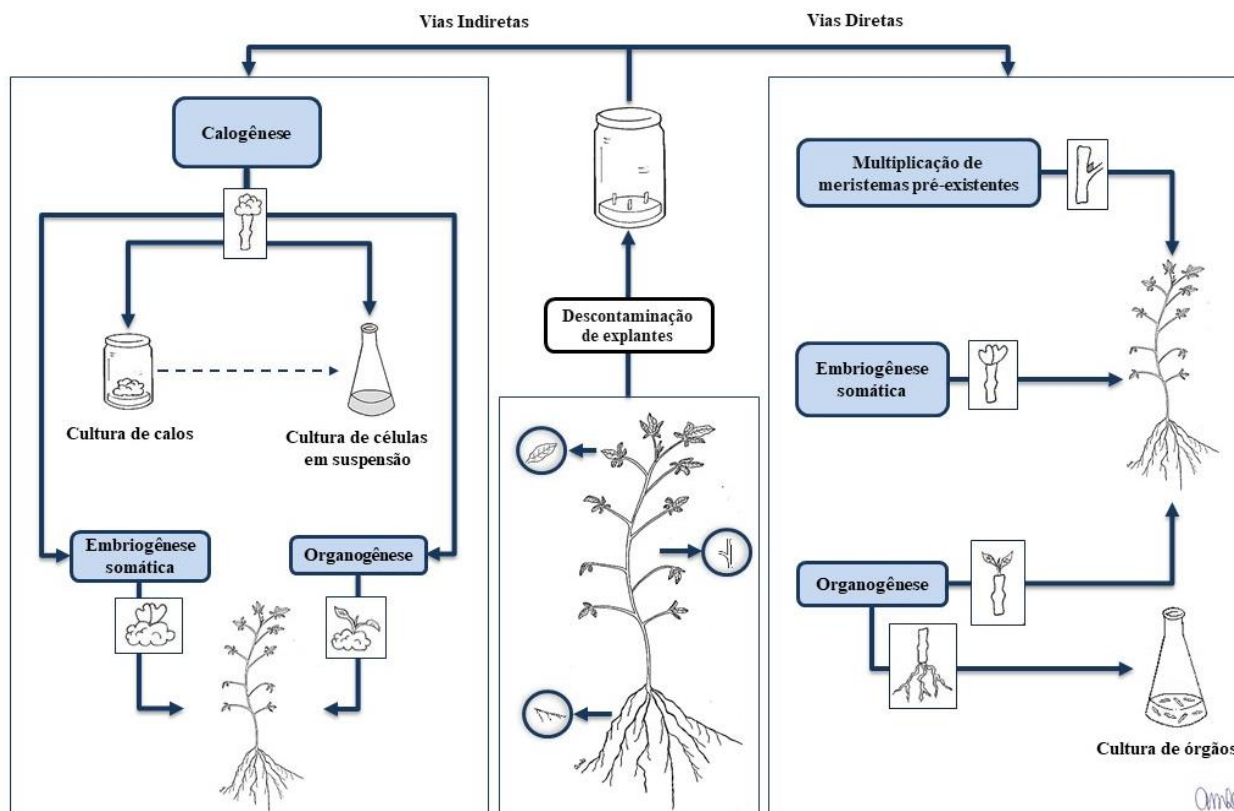 Vias Indiretas
Vias Diretas
Calogênese
Cultura de calos
Cultura de células
em suspensão
Embriogênese
somática
Organogênese
Descontaminação
de explantes
Multiplicação de
meristemas pré-existentes
Embriogênese
somática
Organogênese
Cultura de órgãos